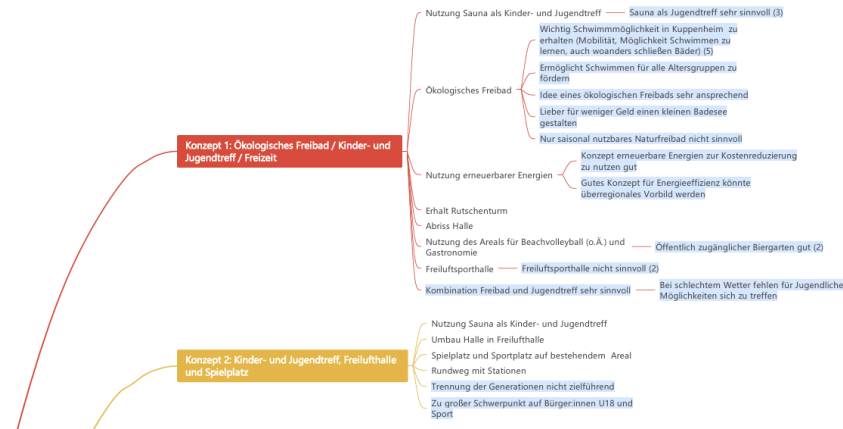 Konzept 1: Ökologisches Freibad / Kinder- und
Jugendtreff / Freizeit
Nutzung Sauna als Kinder- und Jugendtreff
Sauna als Jugendtreff sehr sinnvoll (3)
Ökologisches Freibad
Wichtig Schwimmmöglichkeit in Kuppenheim zu
erhalten (Mobilität, Möglichkeit Schwimmen zu
lernen, auch woanders schließen Bäder) (5)
Ermöglicht Schwimmen für alle Altersgruppen zu
fördern
Idee eines ökologischen Freibads sehr ansprechend
Lieber für weniger Geld einen kleinen Badesee
gestalten
Nur saisonal nutzbares Naturfreibad nicht sinnvoll
Nutzung erneuerbarer Energien
Konzept erneuerbare Energien zur Kostenreduzierung
zu nutzen gut
Gutes Konzept für Energieeffizienz könnte
überregionales Vorbild werden
Erhalt Rutschenturm
Abriss Halle
Nutzung des Areals für Beachvolleyball (o.Ä.) und
Gastronomie
Öffentlich zugänglicher Biergarten gut (2)
Freiluftsporthalle
Freiluftsporthalle nicht sinnvoll (2)
Kombination Freibad und Jugendtreff sehr sinnvoll
Bei schlechtem Wetter fehlen für Jugendliche
Möglichkeiten sich zu treffen
Konzept 2: Kinder- und Jugendtreff, Freilufthalle
und Spielplatz
Nutzung Sauna als Kinder- und Jugendtreff
Umbau Halle in Freilufthalle
Spielplatz und Sportplatz auf bestehendem Areal
Rundweg mit Stationen
Trennung der Generationen nicht zielführend
Zu großer Schwerpunkt auf Bürger:innen U18 und
Sport